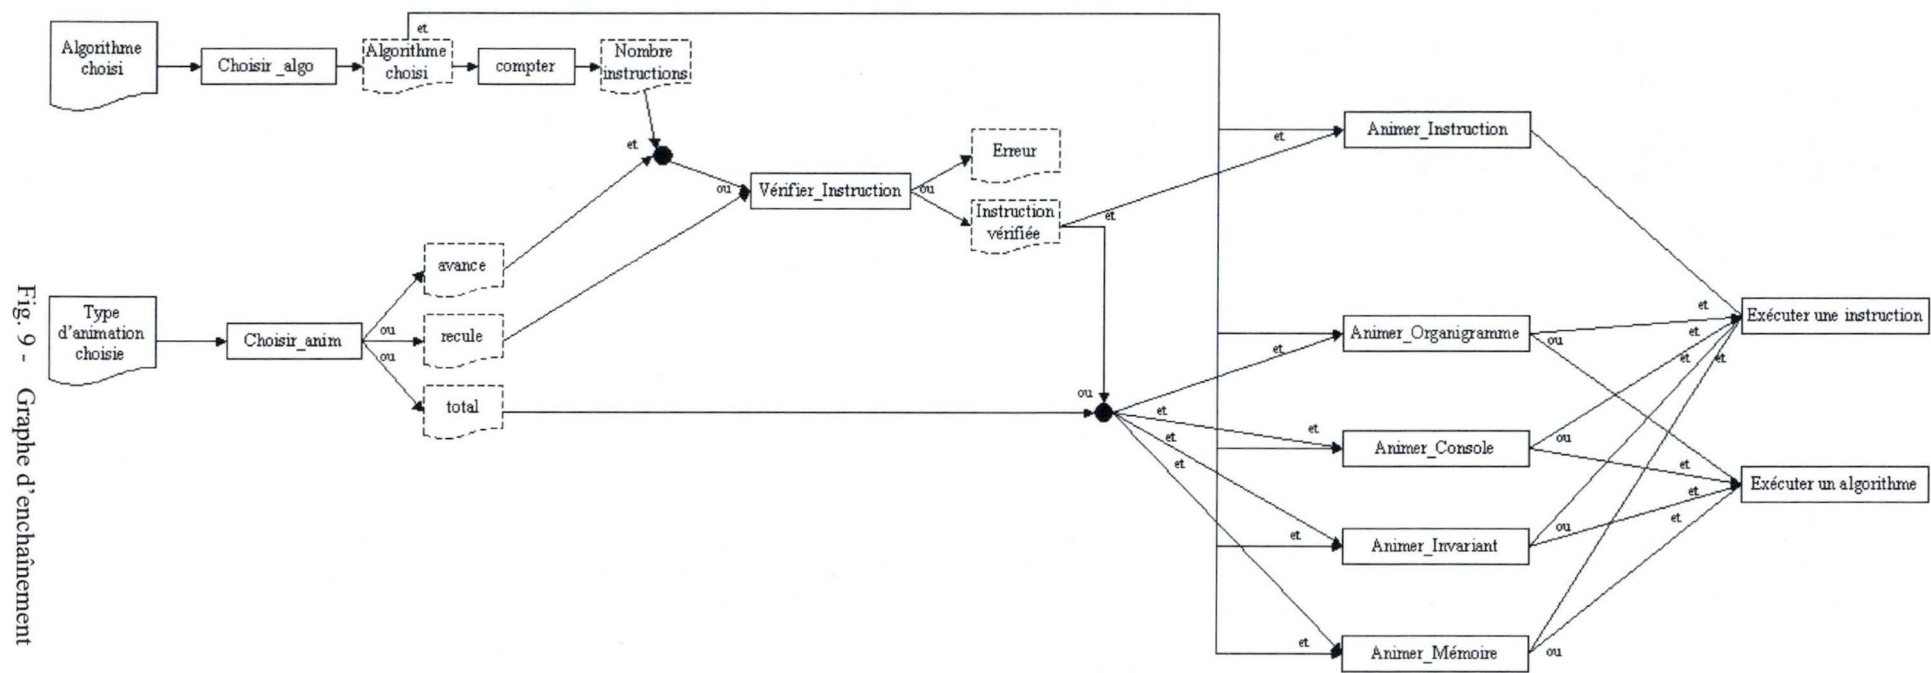 et
Algorithme
choisi
Choisir_algo
Algorithme
choisi
compter
Nombre
instructions
et
ou
Vérifier_Instruction
ou
Erreur
Instruction
vérifiée
et
et
Animer_Instruction
Type
d'animation
choisie
Choisir_anim
ou
ou
avance
recule
total
ou
et
et
et
et
Animer_Organigramme
ou
et
et
et
et
Exécuter une instruction
et
Animer_Console
ou
et
et
et
Exécuter un algorithme
et
Animer_Invariant
ou
et
Animer_Mémoire
ou
Fig. 9 - Graphe d'enchaînement